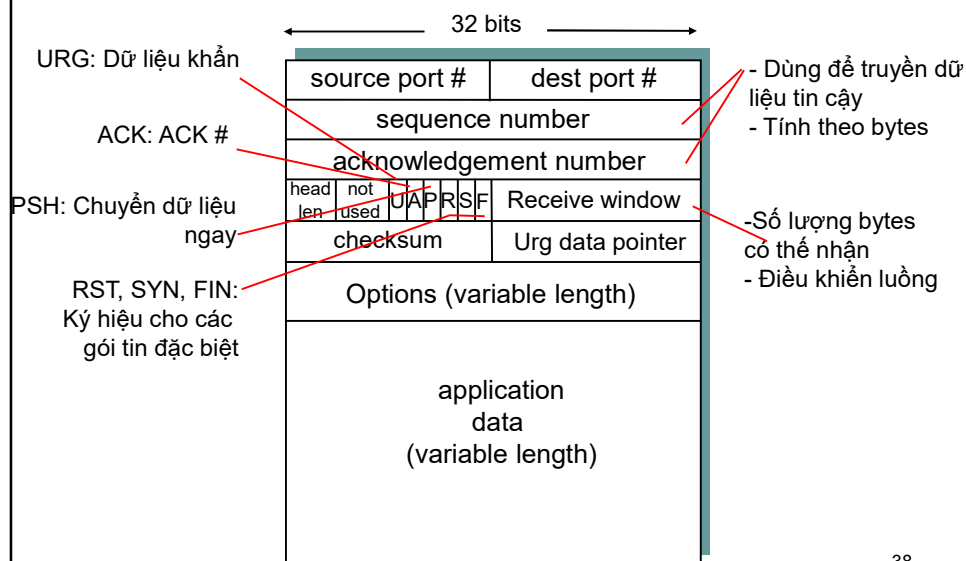 32 bits
URG: Dữ liệu khẩn
source port #
dest port #
- Dùng để truyền dữ
liệu tin cậy
- Tính theo bytes
sequence number
ACK: ACK #
acknowledgement number
head
len
not
used
U
A
P
R
S
F
Receive window
PSH: Chuyển dữ liệu
ngay
-Số lượng bytes
có thể nhận
- Điều khiển luồng
checksum
Urg data pointer
RST, SYN, FIN:
Ký hiệu cho các
gói tin đặc biệt
Options (variable length)
application
data
(variable length)
38